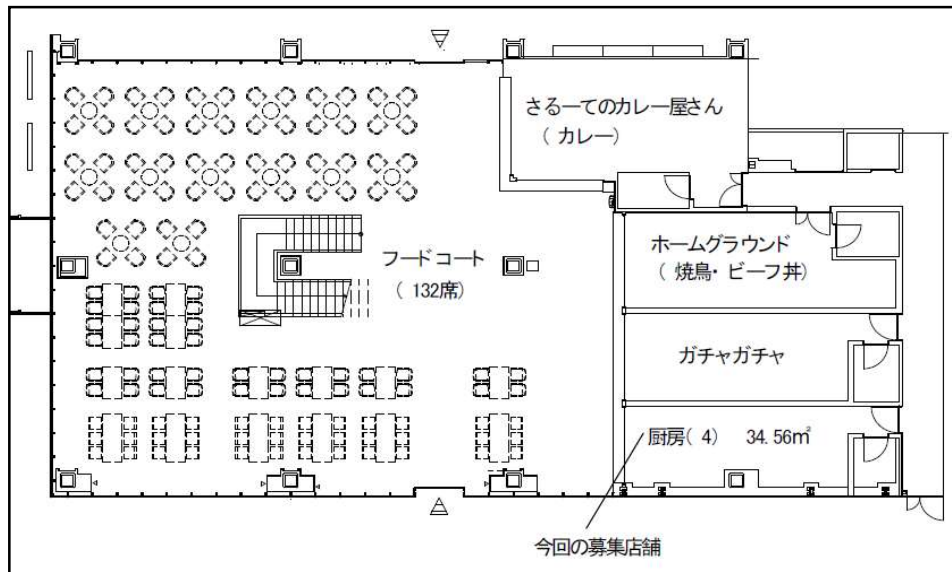 さるーてのカレー屋さん
（カレー）
ホームグラウンド
（焼鳥・ビーフ丼）
フードコート
（132席）
ガチャガチャ
厨房(4) 34.56㎡
今回の募集店舗